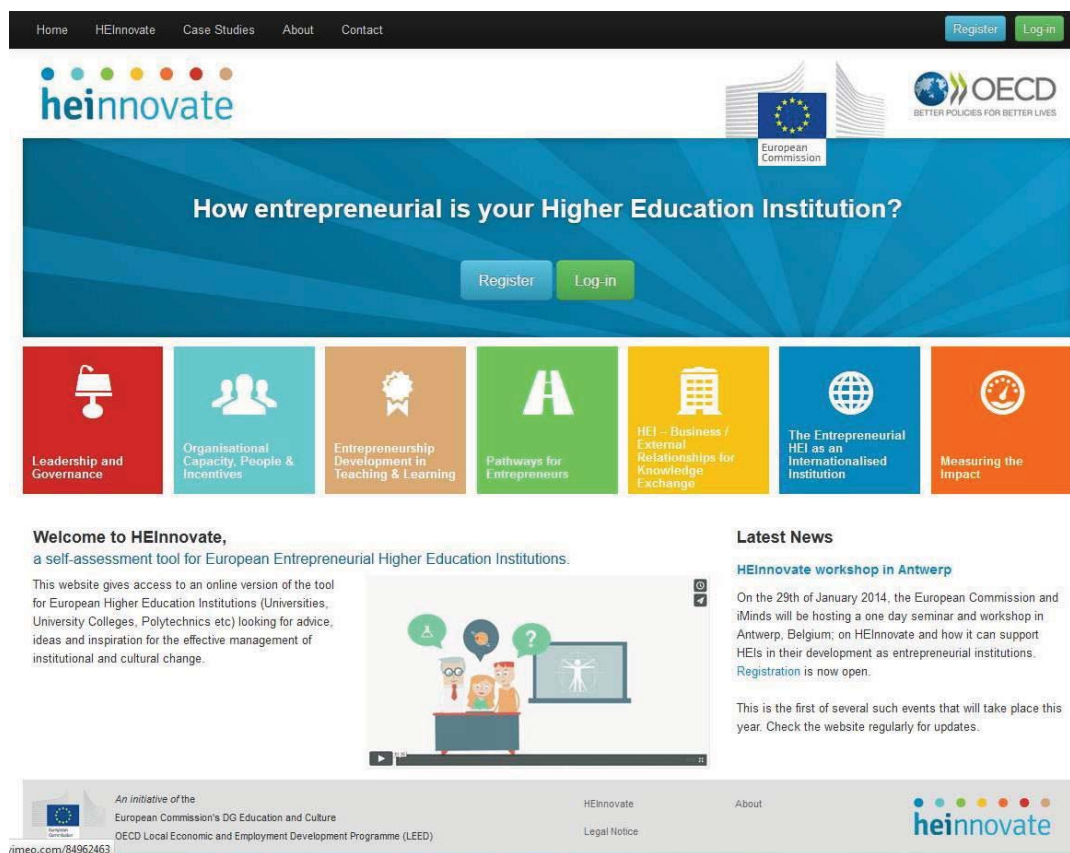 Home HEInnovate Case Studies About Contact Register Log-in
heinnovate
European
Commission
OECD
BETTER POLICIES FOR BETTER LIVES
How entrepreneurial is your Higher Education Institution?
Register Log-in
Leadership and
Governance
Organisational
Capacity, People &
Incentives
Entrepreneurship
Development in
Teaching & Learning
Pathways for
Entrepreneurs
HEI – Business /
External
Relationships for
Knowledge
Exchange
The Entrepreneurial
HEI as an
Internationalised
Institution
Measuring the
Impact
Welcome to HEInnovate,
a self-assessment tool for European Entrepreneurial Higher Education Institutions.
This website gives access to an online version of the tool
for European Higher Education Institutions (Universities,
University Colleges, Polytechnics etc) looking for advice,
ideas and inspiration for the effective management of
institutional and cultural change.
?
Latest News
HEInnovate workshop in Antwerp
On the 29th of January 2014, the European Commission and
iMinds will be hosting a one day seminar and workshop in
Antwerp, Belgium; on HEInnovate and how it can support
HEIs in their development as entrepreneurial institutions.
Registration is now open.
This is the first of several such events that will take place this
year. Check the website regularly for updates.
European
Commission
An initiative of the
European Commission's DG Education and Culture
OECD Local Economic and Employment Development Programme (LEED)
HEInnovate
Legal Notice
About
heinnovate
vimeo.com/84962463